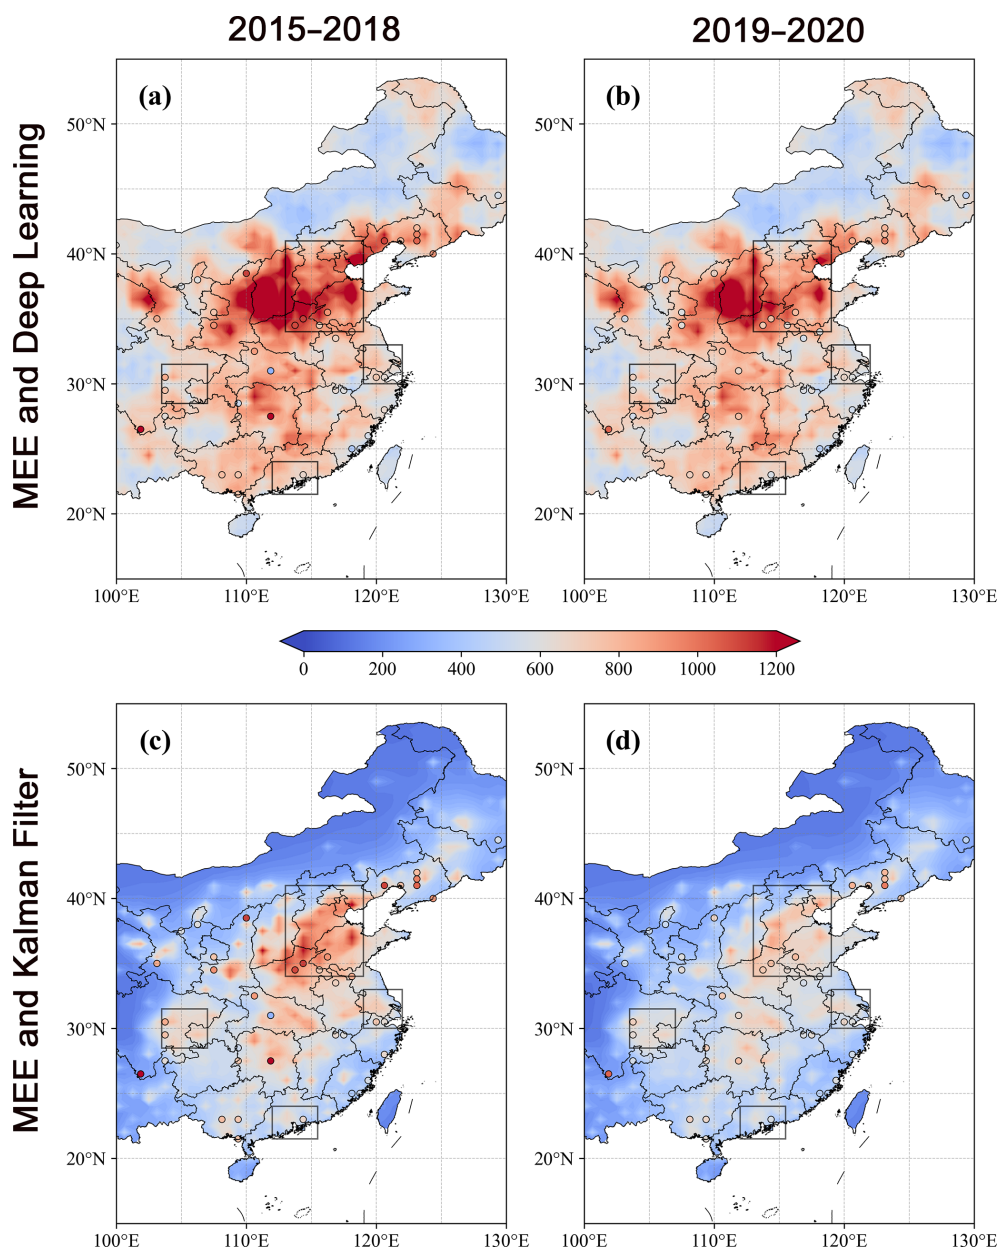 2015–2018
2019–2020
MEE and Deep Learning
(a)
(b)
50°N
50°N
40°N
40°N
30°N
30°N
20°N
20°N
100°E 110°E 120°E 130°E
100°E 110°E 120°E 130°E
0 200 400 600 800 1000 1200
MEE and Kalman Filter
(c)
(d)
50°N
50°N
40°N
40°N
30°N
30°N
20°N
20°N
100°E 110°E 120°E 130°E
100°E 110°E 120°E 130°E